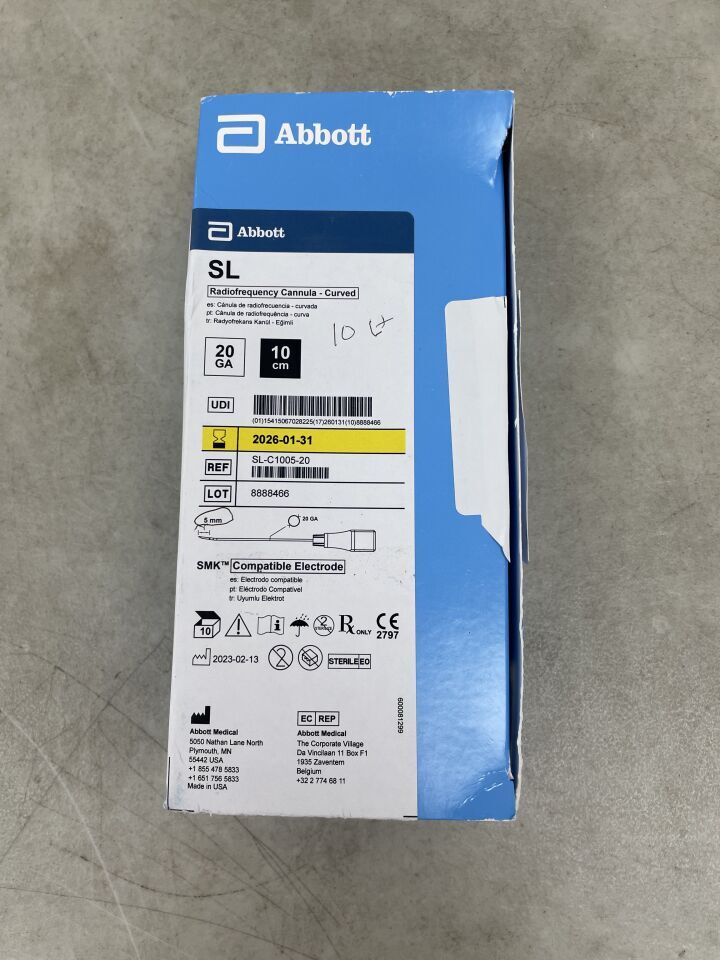 Abbott
Abbott
SL
Radiofrequency Cannula - Curved
es: Cánula de radiofrecuencia - curvada
pt: Cânula de radiofrequência - curva
tr: Radyofrekans Kanül - Eğimli
10
20 GA
10 cm
UDI
(01)15415067028225(17)260131(10)8888466
2026-01-31
REF SL-C1005-20
LOT 8888466
5 mm
20 GA
SMK™ Compatible Electrode
es: Electrodo compatible
pt: Eléctrodo Compatível
tr: Uyumlu Elektrot
10
2
STERILIZE
Rx ONLY
CE
2797
2023-02-13
2
STERILE EO
600081299
Abbott Medical
5050 Nathan Lane North
Plymouth, MN
55442 USA
+1 855 478 5833
+1 651 756 5833
Made in USA
EC REP
Abbott Medical
The Corporate Village
Da Vincilaan 11 Box F1
1935 Zaventem
Belgium
+32 2 774 68 11